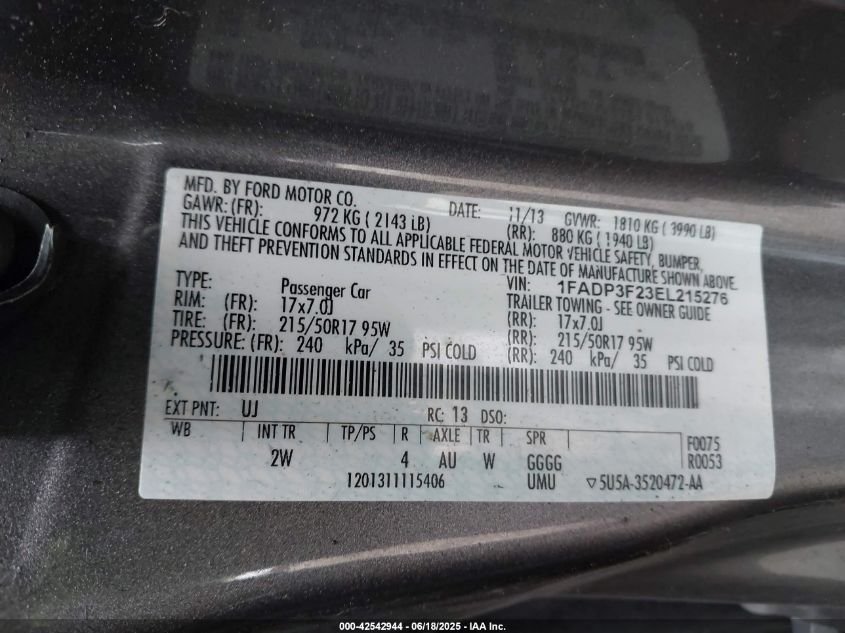 MFD. BY FORD MOTOR CO. DATE: 11/13 GVWR: 1810 KG ( 3990 LB)
GAWR: (FR): 972 KG ( 2143 LB) (RR): 880 KG ( 1940 LB)
THIS VEHICLE CONFORMS TO ALL APPLICABLE FEDERAL MOTOR VEHICLE SAFETY, BUMPER,
AND THEFT PREVENTION STANDARDS IN EFFECT ON THE DATE OF MANUFACTURE SHOWN ABOVE.
VIN: 1FADP3F23EL215276
TYPE: Passenger Car TRAILER TOWING - SEE OWNER GUIDE
RIM: (FR): 17x7.0J (RR): 17x7.0J
TIRE: (FR): 215/50R17 95W (RR): 215/50R17 95W
PRESSURE: (FR): 240 kPa/ 35 PSI COLD (RR): 240 kPa/ 35 PSI COLD
EXT PNT: UJ RC: 13 DSO:
WB INT TR TP/PS R AXLE TR SPR F0075
2W 4 AU W GGGG R0053
1201311115406 UMU ▽5U5A-3520472-AA
000-42542944 - 06/18/2025 - IAA Inc.